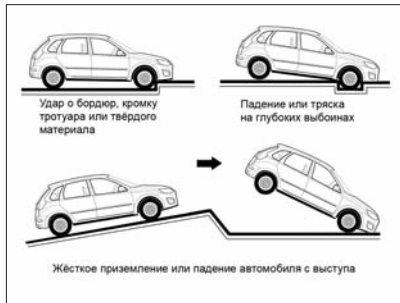 Удар о бордюр, кромку
тротуара или твёрдого
материала
Падение или тряска
на глубоких выбоинах
Жёсткое приземление или падение автомобиля с выступа